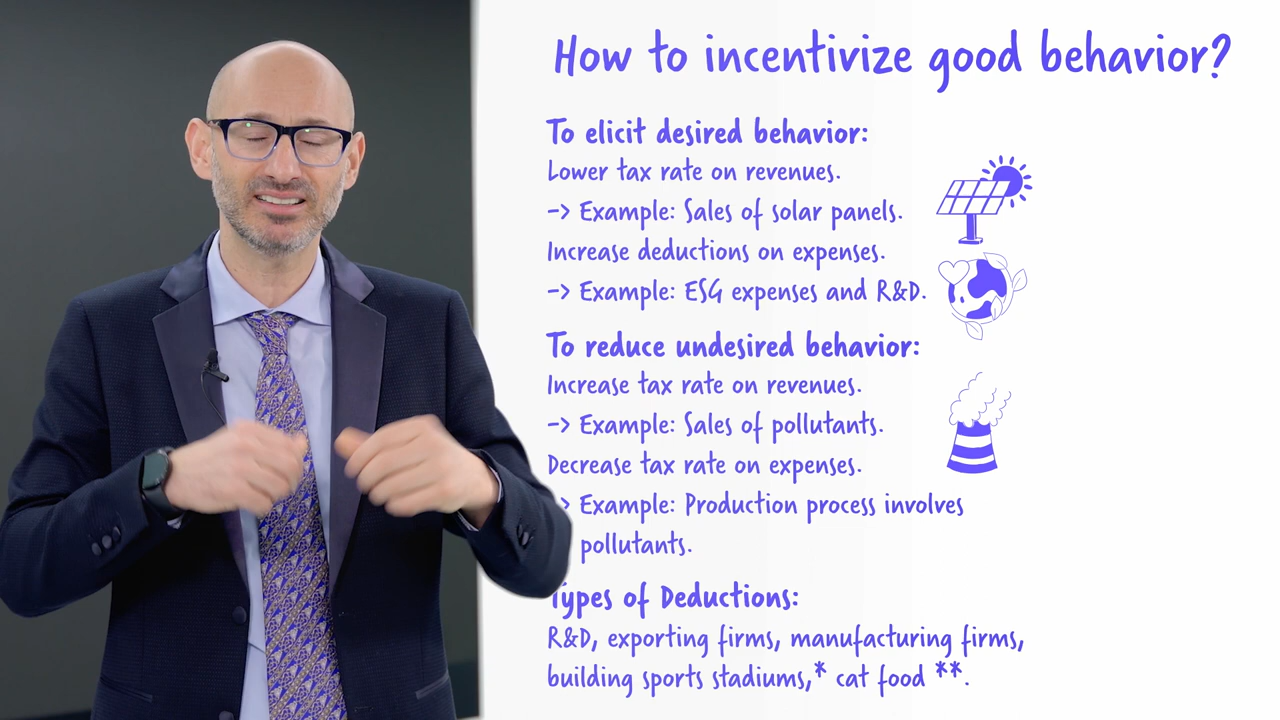 How to incentivize good behavior?
To elicit desired behavior:
Lower tax rate on revenues.
-> Example: Sales of solar panels.
Increase deductions on expenses.
-> Example: ESG expenses and R&D.
To reduce undesired behavior:
Increase tax rate on revenues.
-> Example: Sales of pollutants.
Decrease tax rate on expenses.
> Example: Production process involves
pollutants.
Types of Deductions:
R&D, exporting firms, manufacturing firms,
building sports stadiums,* cat food **.